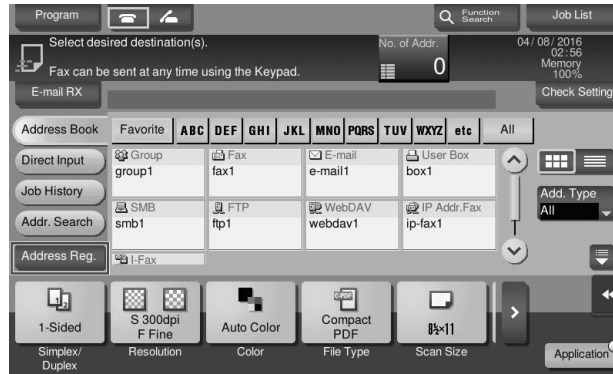 Program
Function
Search
Job List
Select desired destination(s).
Fax can be sent at any time using the Keypad.
No. of Addr.
0
04/08/2016
02:56
Memory
100%
E-mail RX
Check Setting
Address Book
Favorite
ABC
DEF
GHI
JKL
MNO
PQRS
TUV
WXYZ
etc
All
Direct Input
Job History
Addr. Search
Address Reg.
Group
group1
Fax
fax1
E-mail
e-mail1
User Box
box1
SMB
smb1
FTP
ftp1
WebDAV
webdav1
IP Addr.Fax
ip-fax1
I-Fax
Add. Type
All
1-Sided
Simplex/
Duplex
S 300dpi
F Fine
Resolution
Auto Color
Color
C-PDF
Compact
PDF
File Type
8½×11
Scan Size
Application